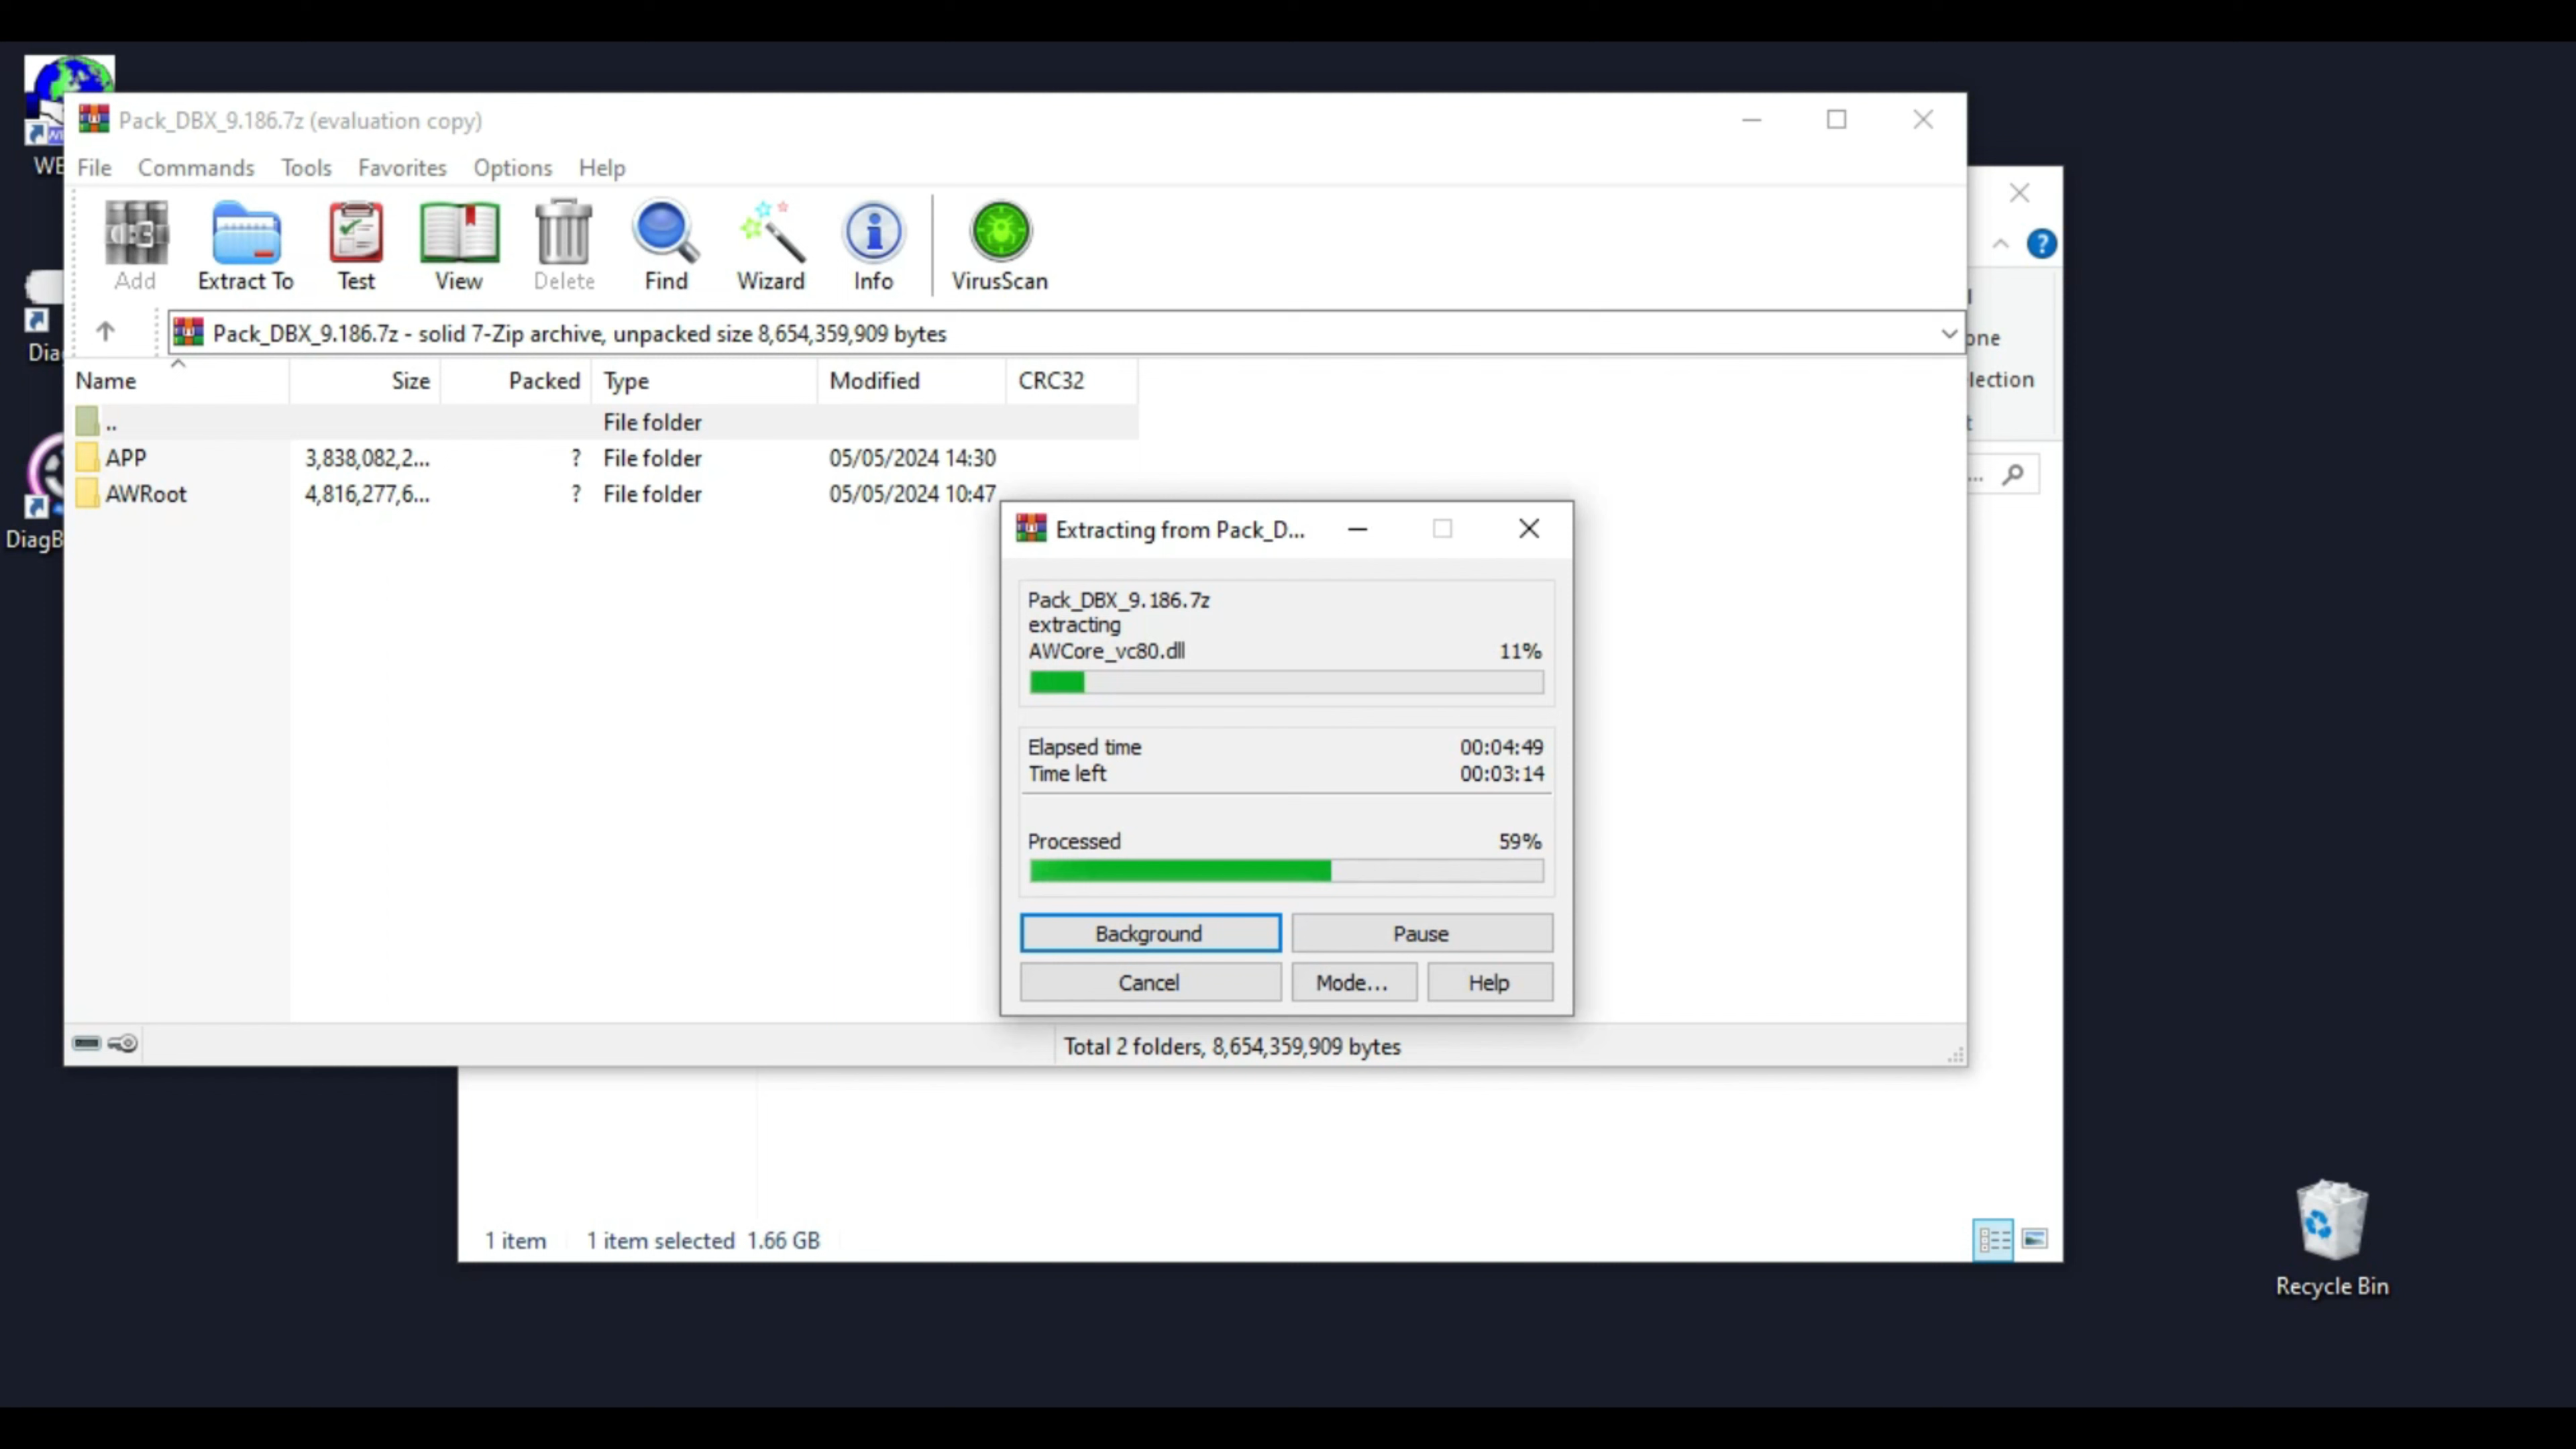 Pack_DBX_9.186.7z (evaluation copy)
File Commands Tools Favorites Options Help
Add Extract To Test View Delete Find Wizard Info VirusScan
Pack_DBX_9.186.7z - solid 7-Zip archive, unpacked size 8,654,359,909 bytes
Name Size Packed Type Modified CRC32
.. File folder
APP 3,838,082,2... ? File folder 05/05/2024 14:30
AWRoot 4,816,277,6... ? File folder 05/05/2024 10:47
Extracting from Pack_D...
Pack_DBX_9.186.7z
extracting
AWCore_vc80.dll 11%
Elapsed time 00:04:49
Time left 00:03:14
Processed 59%
Background Pause
Cancel Mode... Help
Total 2 folders, 8,654,359,909 bytes
one
lection
...
1 item 1 item selected 1.66 GB
WE
Dia
DiagB
Recycle Bin